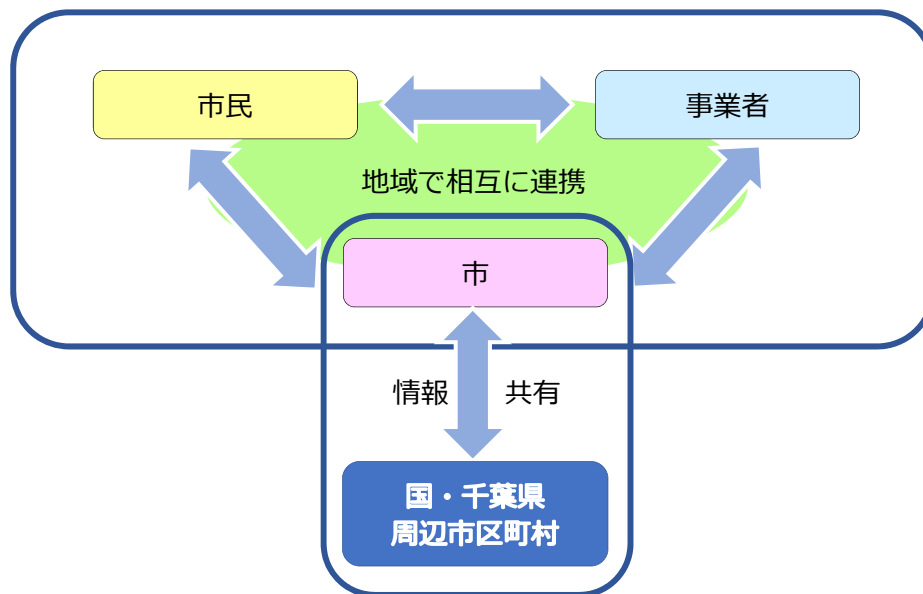 市民
事業者
地域で相互に連携
市
情報 共有
国・千葉県
周辺市区町村